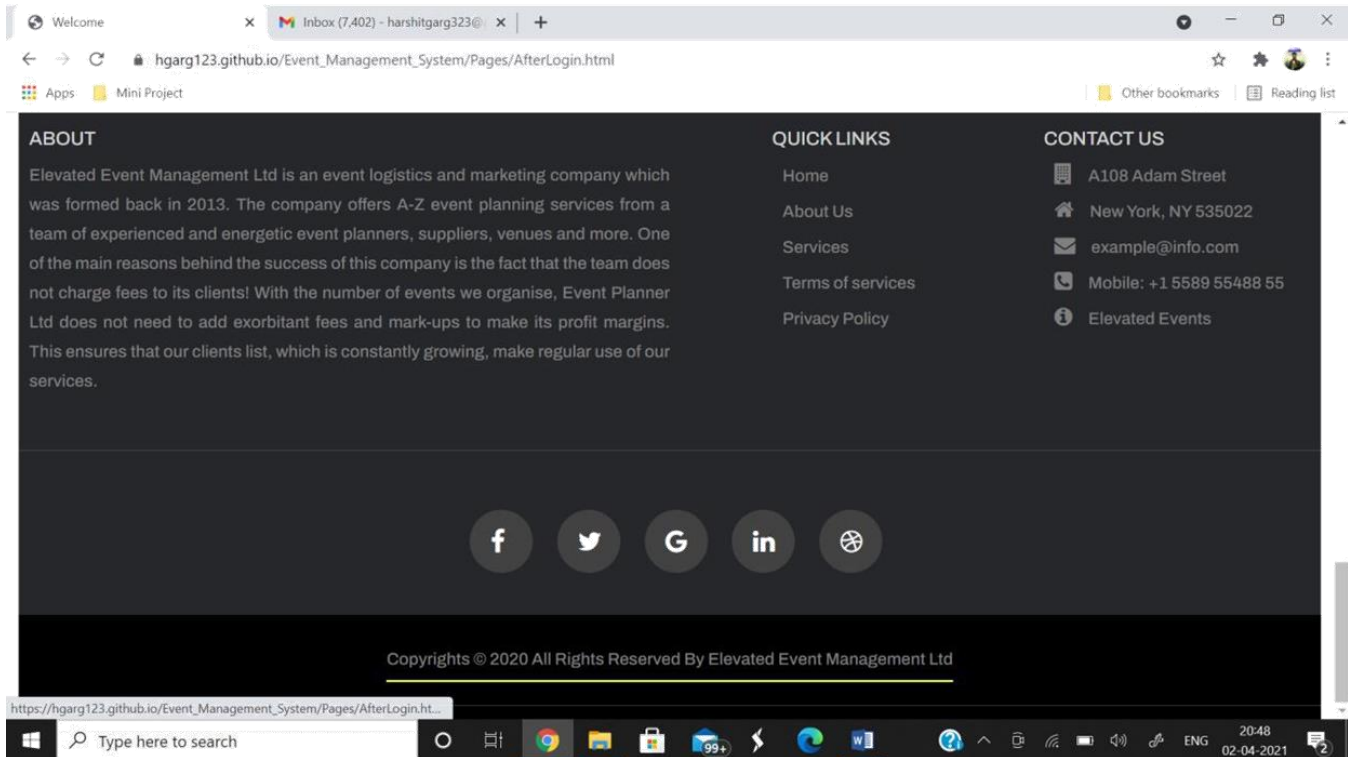 Welcome
Inbox (7,402) - harshitgarg323@
hgarg123.github.io/Event_Management_System/Pages/AfterLogin.html
Apps
Mini Project
Other bookmarks
Reading list
ABOUT
Elevated Event Management Ltd is an event logistics and marketing company which
was formed back in 2013. The company offers A-Z event planning services from a
team of experienced and energetic event planners, suppliers, venues and more. One
of the main reasons behind the success of this company is the fact that the team does
not charge fees to its clients! With the number of events we organise, Event Planner
Ltd does not need to add exorbitant fees and mark-ups to make its profit margins.
This ensures that our clients list, which is constantly growing, make regular use of our
services.
QUICK LINKS
Home
About Us
Services
Terms of services
Privacy Policy
CONTACT US
A108 Adam Street
New York, NY 535022
example@info.com
Mobile: +1 5589 55488 55
Elevated Events
f
G
in
Copyrights © 2020 All Rights Reserved By Elevated Event Management Ltd
https://hgarg123.github.io/Event_Management_System/Pages/AfterLogin.ht...
Type here to search
99+
W
ENG
20:48
02-04-2021
2